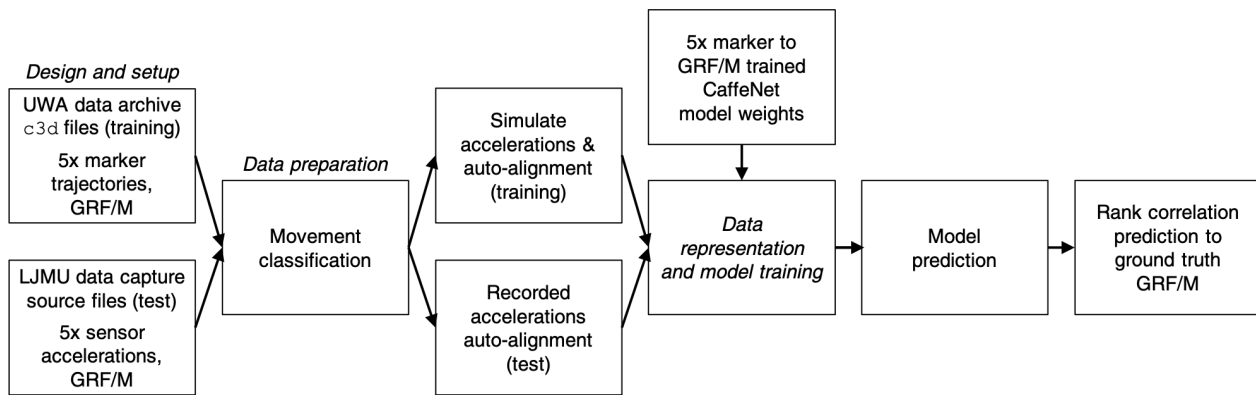 Design and setup
UWA data archive
c3d files (training)
5x marker
trajectories,
GRF/M
LJMU data capture
source files (test)
5x sensor
accelerations,
GRF/M
Data preparation
Movement
classification
Simulate
accelerations &
auto-alignment
(training)
Recorded
accelerations
auto-alignment
(test)
5x marker to
GRF/M trained
CaffeNet
model weights
Data
representation
and model training
Model
prediction
Rank correlation
prediction to
ground truth
GRF/M